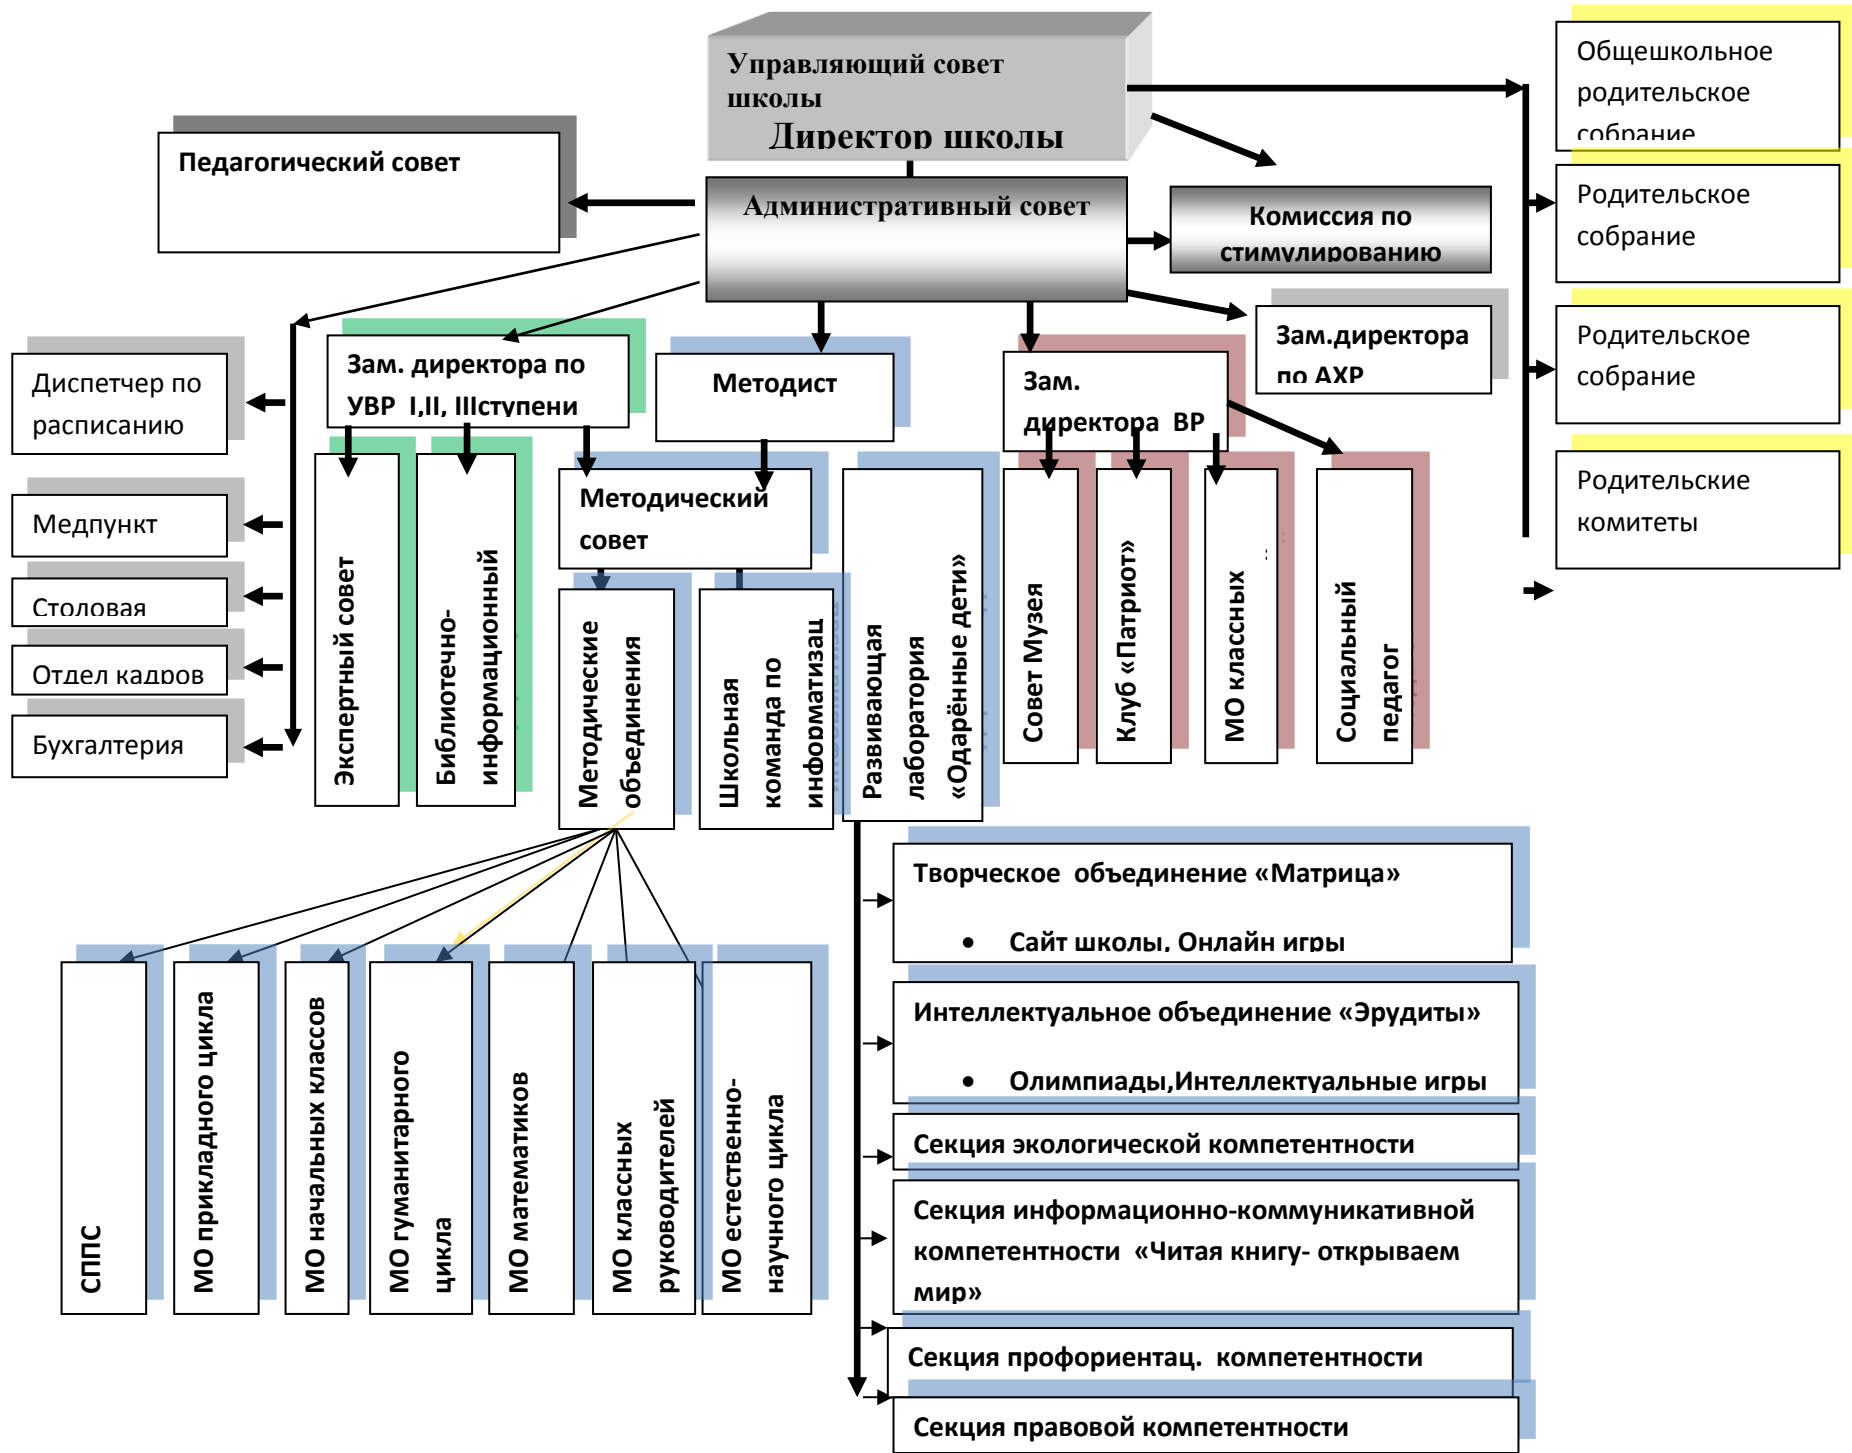 Управляющий совет
школы
Директор школы
Общешкольное
родительское
собрание
Педагогический совет
Административный совет
Комиссия по
стимулированию
Родительское
собрание
Зам.директора
по АХР
Родительское
собрание
Диспетчер по
расписанию
Зам. директора по
УВР I,II, IIIступени
Методист
Зам.
директора ВР
Родительские
комитеты
Медпункт
Столовая
Отдел кадров
Бухгалтерия
Экспертный совет
Библиотечно-
информационный
Методический
совет
Методические
объединения
Школьная
команда по
информатизац
Развивающая
лаборатория
«Одарённые дети»
Совет Музея
Клуб «Патриот»
МО классных
Социальный
педагог
Творческое объединение «Матрица»
• Сайт школы, Онлайн игры
Интеллектуальное объединение «Эрудиты»
• Олимпиады,Интеллектуальные игры
Секция экологической компетентности
Секция информационно-коммуникативной
компетентности «Читая книгу- открываем
мир»
Секция профориентац. компетентности
Секция правовой компетентности
СППС
МО прикладного цикла
МО начальных классов
МО гуманитарного
цикла
МО математиков
МО классных
руководителей
МО естественно-
научного цикла